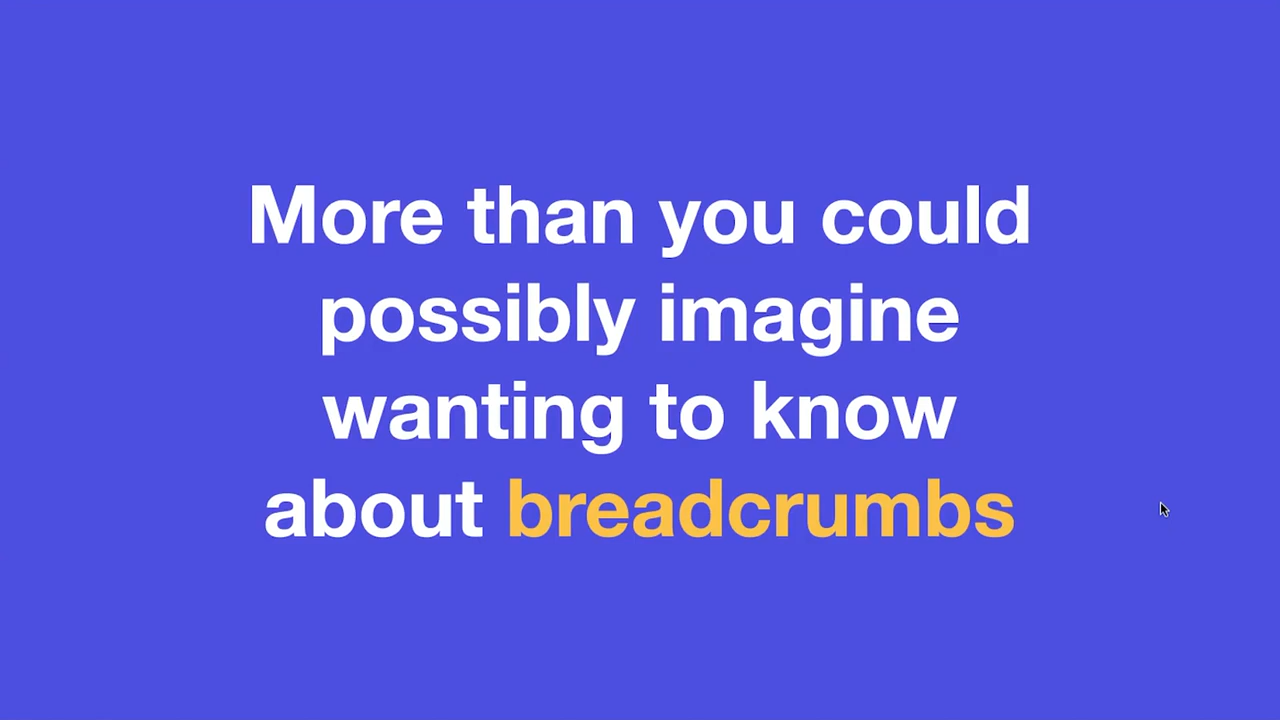 More than you could
possibly imagine
wanting to know
about breadcrumbs